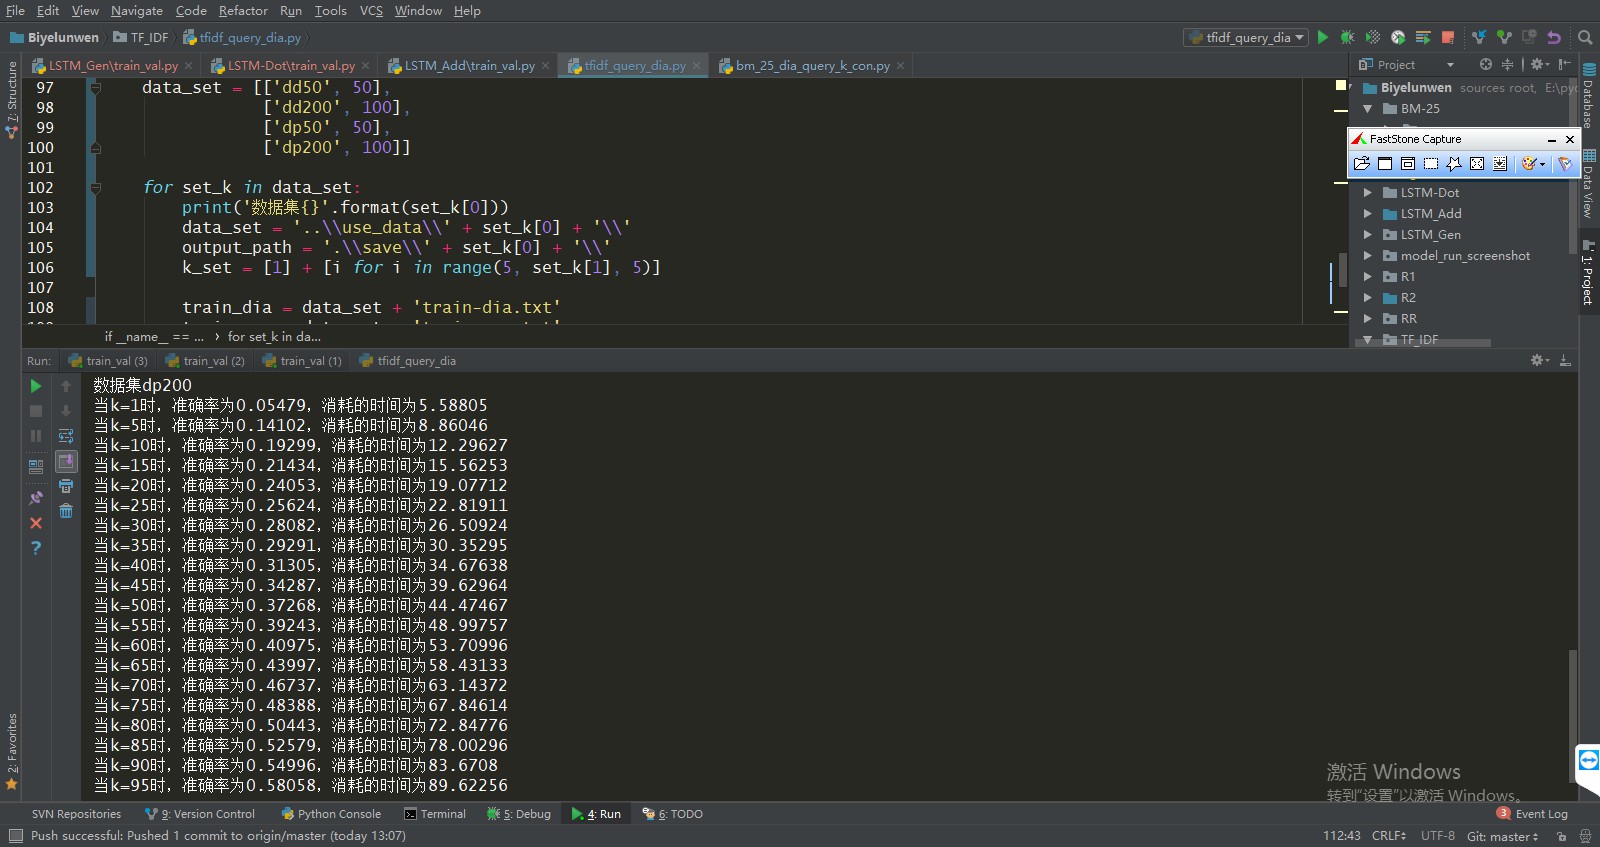 File Edit View Navigate Code Refactor Run Tools VCS Window Help
Biyelunwen TF_IDF tfidf_query_dia.py
tfidf_query_dia
LSTM_Gen\train_val.py LSTM-Dot\train_val.py LSTM_Add\train_val.py tfidf_query_dia.py bm_25_dia_query_k_con.py
97 data_set = [['dd50', 50],
98 ['dd200', 100],
99 ['dp50', 50],
100 ['dp200', 100]]
101
102 for set_k in data_set:
103 print('数据集{}'.format(set_k[0]))
104 data_set = '..\\use_data\\' + set_k[0] + '\\'
105 output_path = '.\\save\\' + set_k[0] + '\\'
106 k_set = [1] + [i for i in range(5, set_k[1], 5)]
107
108 train_dia = data_set + 'train-dia.txt'
if __name__ == ... › for set_k in da...
7: Structure
2: Favorites
Project
Biyelunwen sources root, E:\pyc
BM-25
FastStone Capture
LSTM-Dot
LSTM_Add
LSTM_Gen
model_run_screenshot
R1
R2
RR
TF_IDF
Database
Data View
1: Project
Run: train_val (3) train_val (2) train_val (1) tfidf_query_dia
数据集dp200
当k=1时，准确率为0.05479，消耗的时间为5.58805
当k=5时，准确率为0.14102，消耗的时间为8.86046
当k=10时，准确率为0.19299，消耗的时间为12.29627
当k=15时，准确率为0.21434，消耗的时间为15.56253
当k=20时，准确率为0.24053，消耗的时间为19.07712
当k=25时，准确率为0.25624，消耗的时间为22.81911
当k=30时，准确率为0.28082，消耗的时间为26.50924
当k=35时，准确率为0.29291，消耗的时间为30.35295
当k=40时，准确率为0.31305，消耗的时间为34.67638
当k=45时，准确率为0.34287，消耗的时间为39.62964
当k=50时，准确率为0.37268，消耗的时间为44.47467
当k=55时，准确率为0.39243，消耗的时间为48.99757
当k=60时，准确率为0.40975，消耗的时间为53.70996
当k=65时，准确率为0.43997，消耗的时间为58.43133
当k=70时，准确率为0.46737，消耗的时间为63.14372
当k=75时，准确率为0.48388，消耗的时间为67.84614
当k=80时，准确率为0.50443，消耗的时间为72.84776
当k=85时，准确率为0.52579，消耗的时间为78.00296
当k=90时，准确率为0.54996，消耗的时间为83.6708
当k=95时，准确率为0.58058，消耗的时间为89.62256
激活 Windows
转到"设置"以激活 Windows。
SVN Repositories 9: Version Control Python Console Terminal 5: Debug 4: Run 6: TODO 3 Event Log
Push successful: Pushed 1 commit to origin/master (today 13:07) 112:43 CRLF UTF-8 Git: master